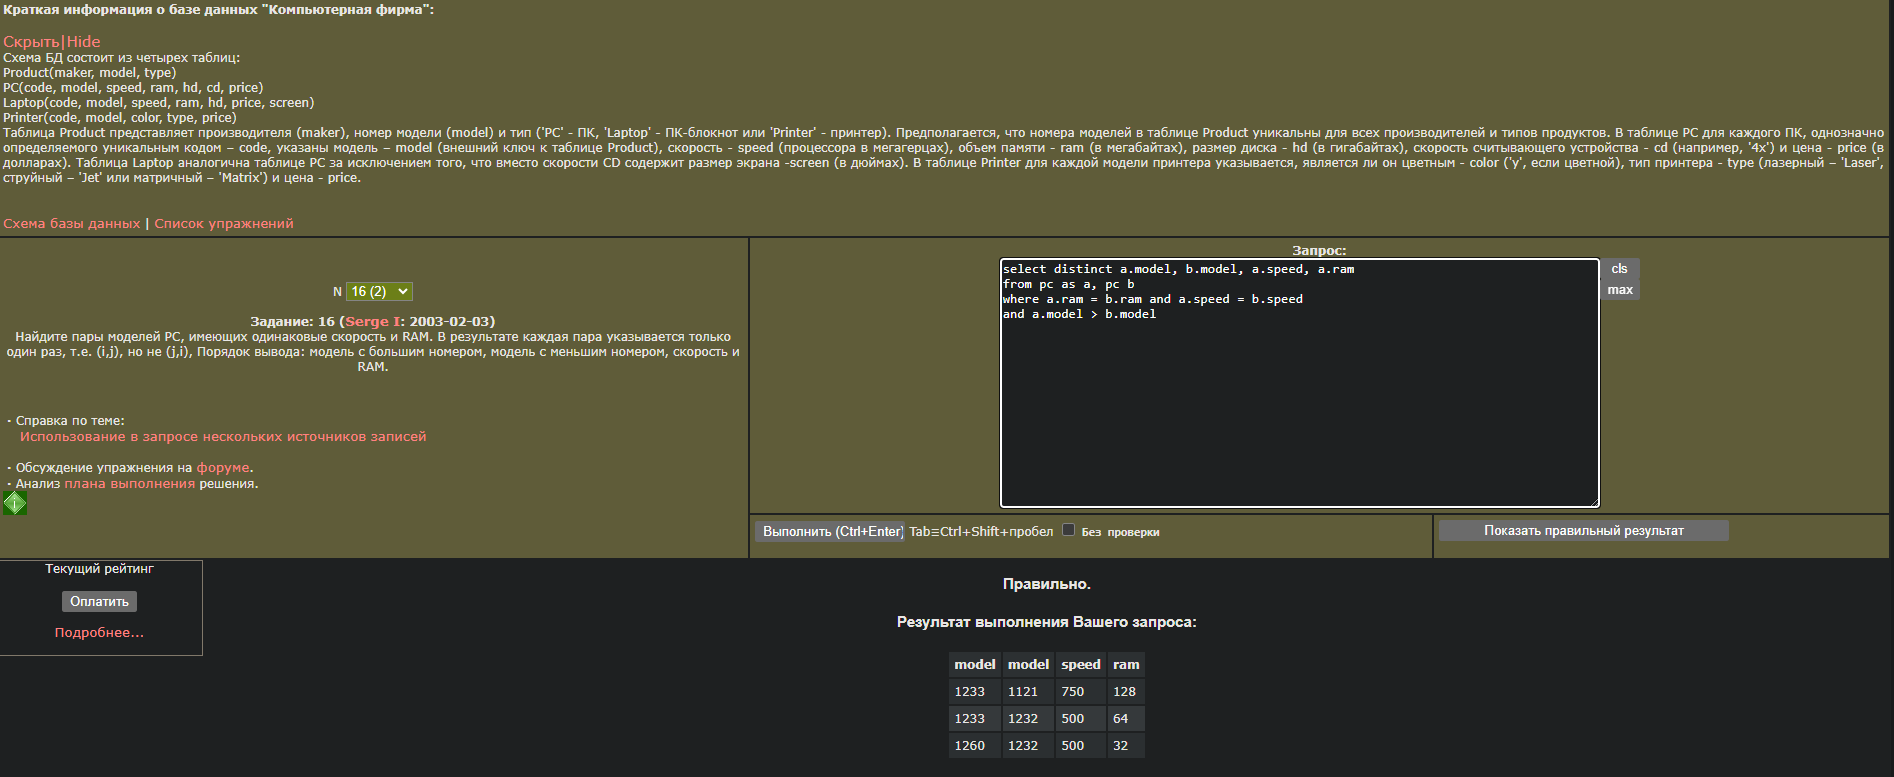 Краткая информация о базе данных "Компьютерная фирма":
Скрыть|Hide
Схема БД состоит из четырех таблиц:
Product(maker, model, type)
PC(code, model, speed, ram, hd, cd, price)
Laptop(code, model, speed, ram, hd, price, screen)
Printer(code, model, color, type, price)
Таблица Product представляет производителя (maker), номер модели (model) и тип ('PC' - ПК, 'Laptop' - ПК-блокнот или 'Printer' - принтер). Предполагается, что номера моделей в таблице Product уникальны для всех производителей и типов продуктов. В таблице PC для каждого ПК, однозначно
определяемого уникальным кодом – code, указаны модель – model (внешний ключ к таблице Product), скорость - speed (процессора в мегагерцах), объем памяти - ram (в мегабайтах), размер диска - hd (в гигабайтах), скорость считывающего устройства - cd (например, '4x') и цена - price (в
долларах). Таблица Laptop аналогична таблице PC за исключением того, что вместо скорости CD содержит размер экрана -screen (в дюймах). В таблице Printer для каждой модели принтера указывается, является ли он цветным - color ('y', если цветной), тип принтера - type (лазерный – 'Laser',
струйный – 'Jet' или матричный – 'Matrix') и цена - price.
Схема базы данных | Список упражнений
N 16 (2)
Задание: 16 (Serge I: 2003-02-03)
Найдите пары моделей PC, имеющих одинаковые скорость и RAM. В результате каждая пара указывается только
один раз, т.е. (i,j), но не (j,i), Порядок вывода: модель с большим номером, модель с меньшим номером, скорость и
RAM.
· Справка по теме:
Использование в запросе нескольких источников записей
· Обсуждение упражнения на форуме.
· Анализ плана выполнения решения.
Запрос:
select distinct a.model, b.model, a.speed, a.ram
from pc as a, pc b
where a.ram = b.ram and a.speed = b.speed
and a.model > b.model
cls
max
Выполнить (Ctrl+Enter) Tab≡Ctrl+Shift+пробел Без проверки
Показать правильный результат
Текущий рейтинг
Оплатить
Подробнее...
Правильно.
Результат выполнения Вашего запроса:
model model speed ram
1233 1121 750 128
1233 1232 500 64
1260 1232 500 32